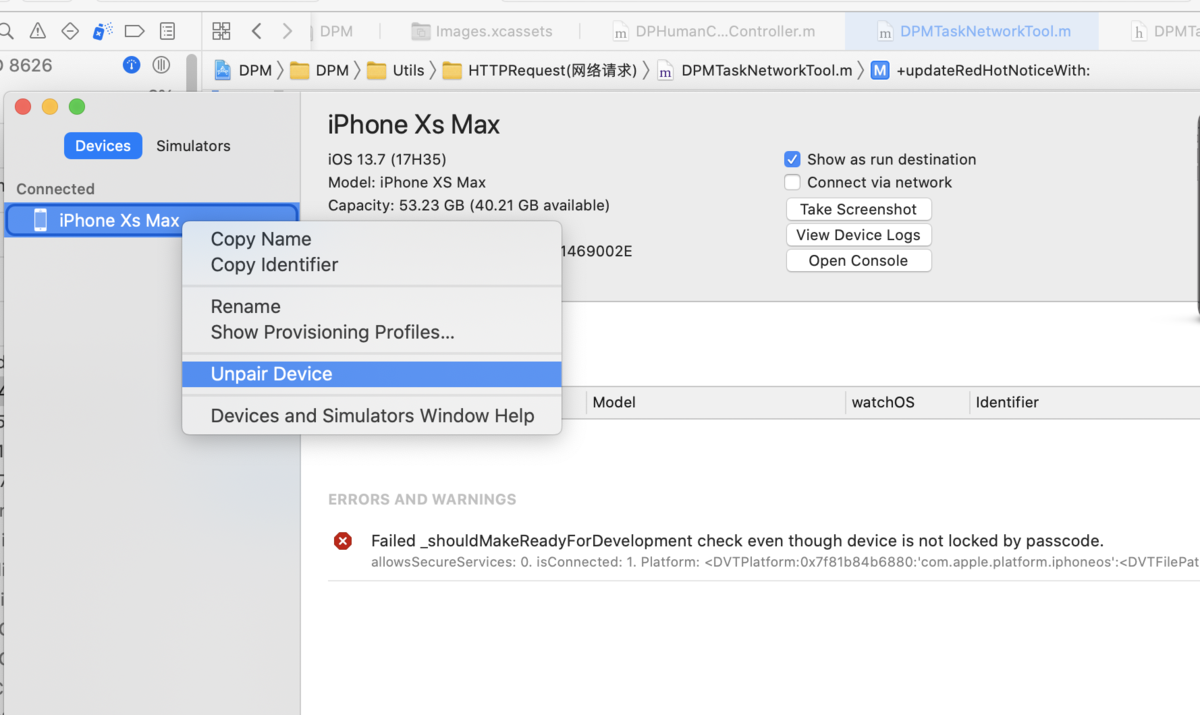 DPM
Images.xcassets
DPHumanC...Controller.m
DPMTaskNetworkTool.m
8626
DPM
DPM
Utils
HTTPRequest(网络请求)
DPMTaskNetworkTool.m
M
+updateRedHotNoticeWith:
Devices
Simulators
Connected
iPhone Xs Max
iPhone Xs Max
iOS 13.7 (17H35)
Model: iPhone XS Max
Capacity: 53.23 GB (40.21 GB available)
1469002E
Show as run destination
Connect via network
Take Screenshot
View Device Logs
Open Console
Copy Name
Copy Identifier
Rename
Show Provisioning Profiles...
Unpair Device
Devices and Simulators Window Help
Model
watchOS
Identifier
ERRORS AND WARNINGS
Failed _shouldMakeReadyForDevelopment check even though device is not locked by passcode.
allowsSecureServices: 0. isConnected: 1. Platform: <DVTPlatform:0x7f81b84b6880:'com.apple.platform.iphoneos':<DVTFilePat